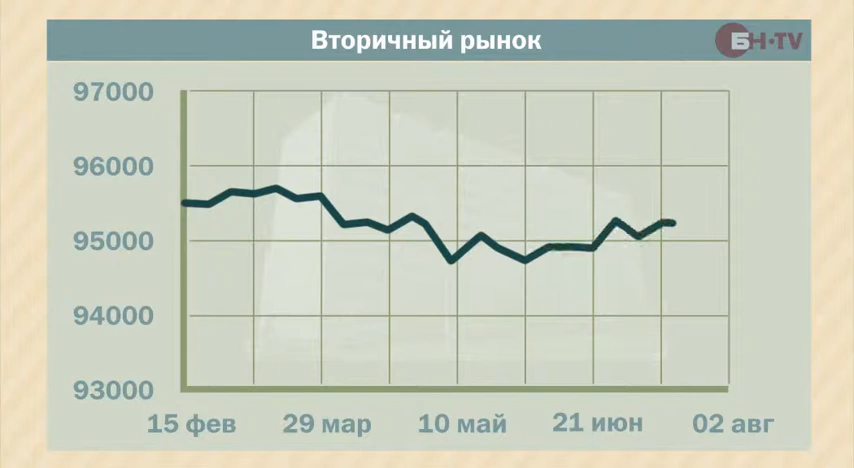 Вторичный рынок
БН·TV
97000
96000
95000
94000
93000
15 фев 29 мар 10 май 21 июн 02 авг